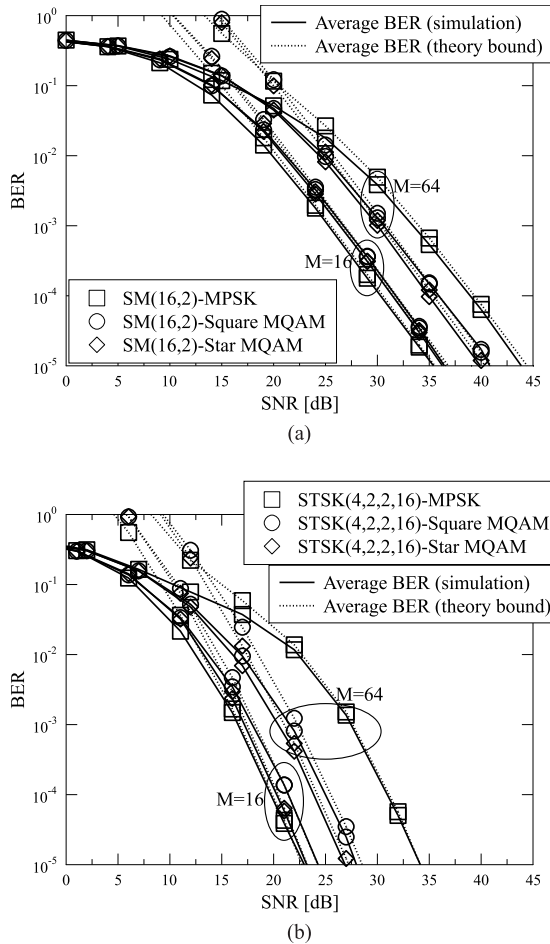 Average BER (simulation)
Average BER (theory bound)
10^0
10^-1
10^-2
10^-3
10^-4
10^-5
BER
M=64
M=16
SM(16,2)-MPSK
SM(16,2)-Square MQAM
SM(16,2)-Star MQAM
0 5 10 15 20 25 30 35 40 45
SNR [dB]
(a)
STSK(4,2,2,16)-MPSK
STSK(4,2,2,16)-Square MQAM
STSK(4,2,2,16)-Star MQAM
Average BER (simulation)
Average BER (theory bound)
10^0
10^-1
10^-2
10^-3
10^-4
10^-5
BER
M=64
M=16
0 5 10 15 20 25 30 35 40 45
SNR [dB]
(b)